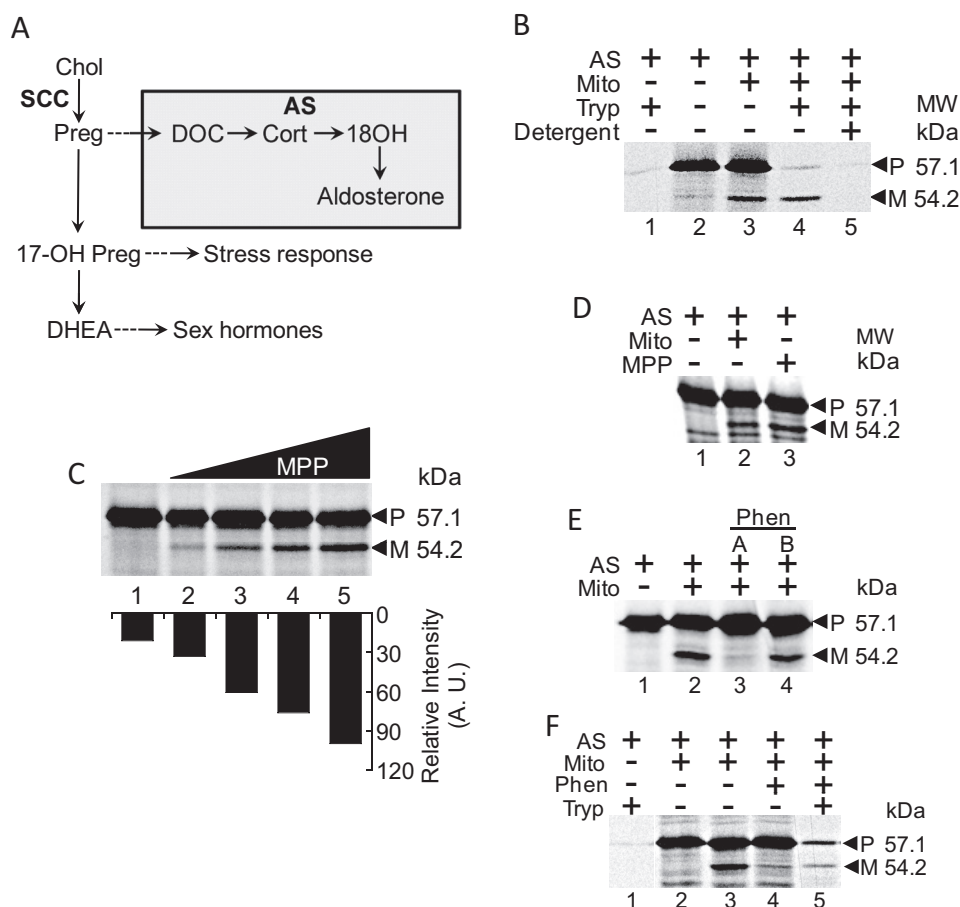 A
Chol
SCC
Preg
AS
DOC Cort 18OH
Aldosterone
17-OH Preg Stress response
DHEA Sex hormones
B
AS + + + + +
Mito - - + + +
Tryp + - - + + MW
Detergent - - - - + kDa
P 57.1
M 54.2
1 2 3 4 5
C
MPP kDa
P 57.1
M 54.2
1 2 3 4 5
0
30
60
90
120
Relative Intensity
(A. U.)
D
AS + + +
Mito - + - MW
MPP - - + kDa
P 57.1
M 54.2
1 2 3
E
Phen
A B
AS + + + +
Mito - + + + kDa
P 57.1
M 54.2
1 2 3 4
F
AS + + + + +
Mito - + + + +
Phen - - - + +
Tryp + - - - + kDa
P 57.1
M 54.2
1 2 3 4 5